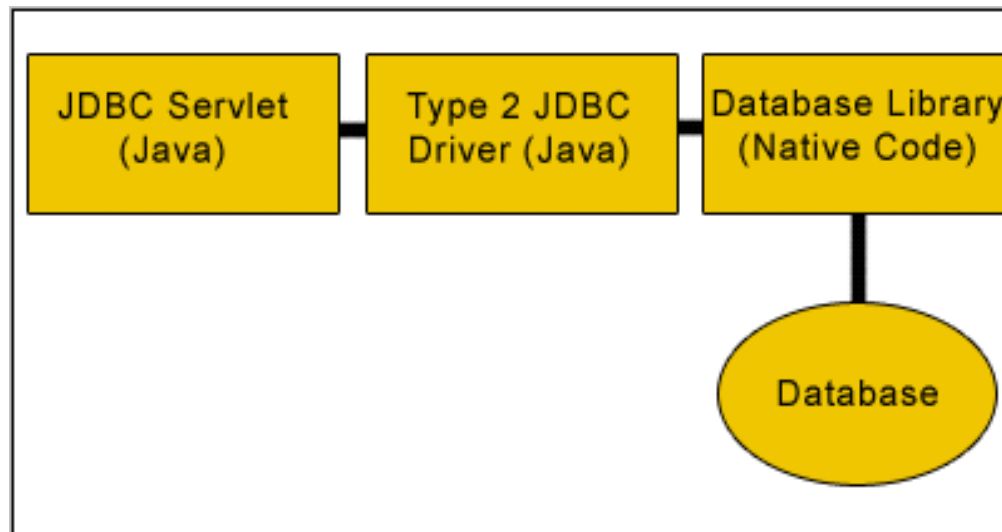 JDBC Servlet
(Java)
Type 2 JDBC
Driver (Java)
Database Library
(Native Code)
Database